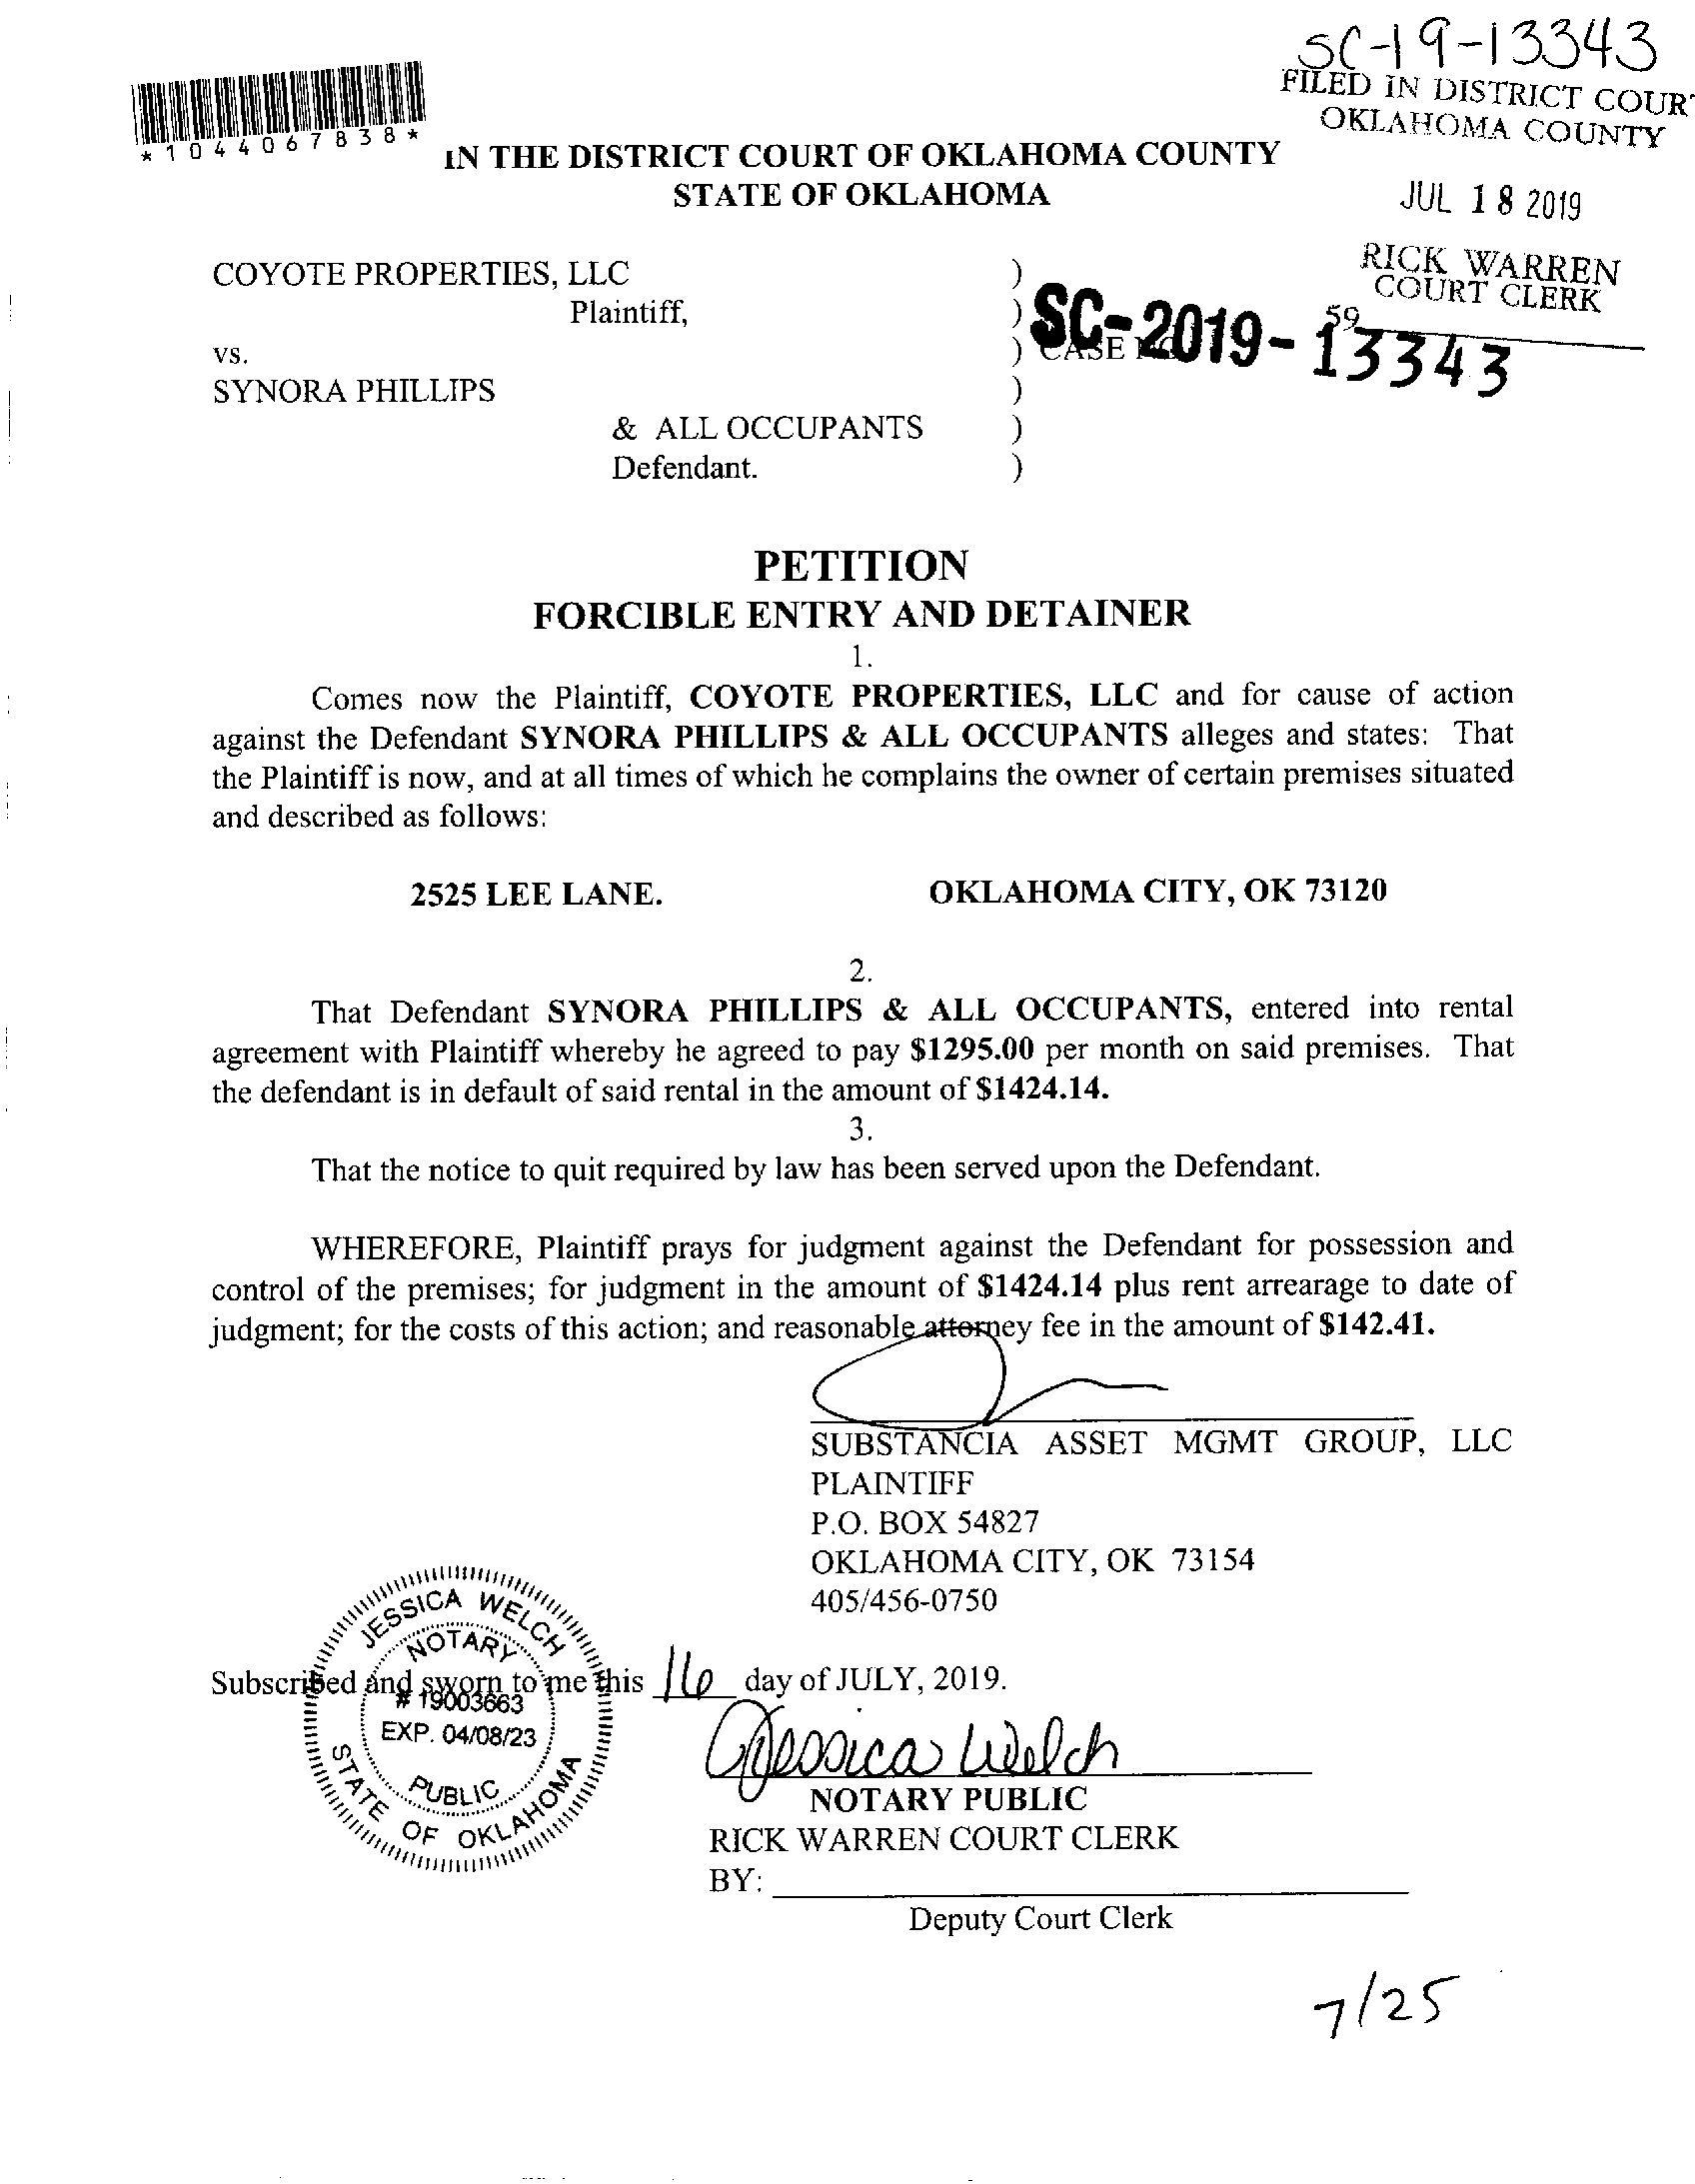 SC-19-13343
FILED IN DISTRICT COUR
OKLAHOMA COUNTY
*1044067838*
IN THE DISTRICT COURT OF OKLAHOMA COUNTY
STATE OF OKLAHOMA
JUL 18 2019
RICK WARREN
COURT CLERK
59
COYOTE PROPERTIES, LLC )
Plaintiff, )
SC-2019-13343
vs. ) CASE NO
SYNORA PHILLIPS )
& ALL OCCUPANTS )
Defendant. )
PETITION
FORCIBLE ENTRY AND DETAINER
1.
Comes now the Plaintiff, COYOTE PROPERTIES, LLC and for cause of action
against the Defendant SYNORA PHILLIPS & ALL OCCUPANTS alleges and states: That
the Plaintiff is now, and at all times of which he complains the owner of certain premises situated
and described as follows:
2525 LEE LANE. OKLAHOMA CITY, OK 73120
2.
That Defendant SYNORA PHILLIPS & ALL OCCUPANTS, entered into rental
agreement with Plaintiff whereby he agreed to pay $1295.00 per month on said premises. That
the defendant is in default of said rental in the amount of $1424.14.
3.
That the notice to quit required by law has been served upon the Defendant.
WHEREFORE, Plaintiff prays for judgment against the Defendant for possession and
control of the premises; for judgment in the amount of $1424.14 plus rent arrearage to date of
judgment; for the costs of this action; and reasonable attorney fee in the amount of $142.41.
SUBSTANCIA ASSET MGMT GROUP, LLC
PLAINTIFF
P.O. BOX 54827
OKLAHOMA CITY, OK 73154
405/456-0750
Subscribed and sworn to me this 16 day of JULY, 2019.
JESSICA WELCH
NOTARY
# 19003663
EXP. 04/08/23
PUBLIC
STATE OF OKLAHOMA
Jessica Welch
NOTARY PUBLIC
RICK WARREN COURT CLERK
BY:
Deputy Court Clerk
7/25